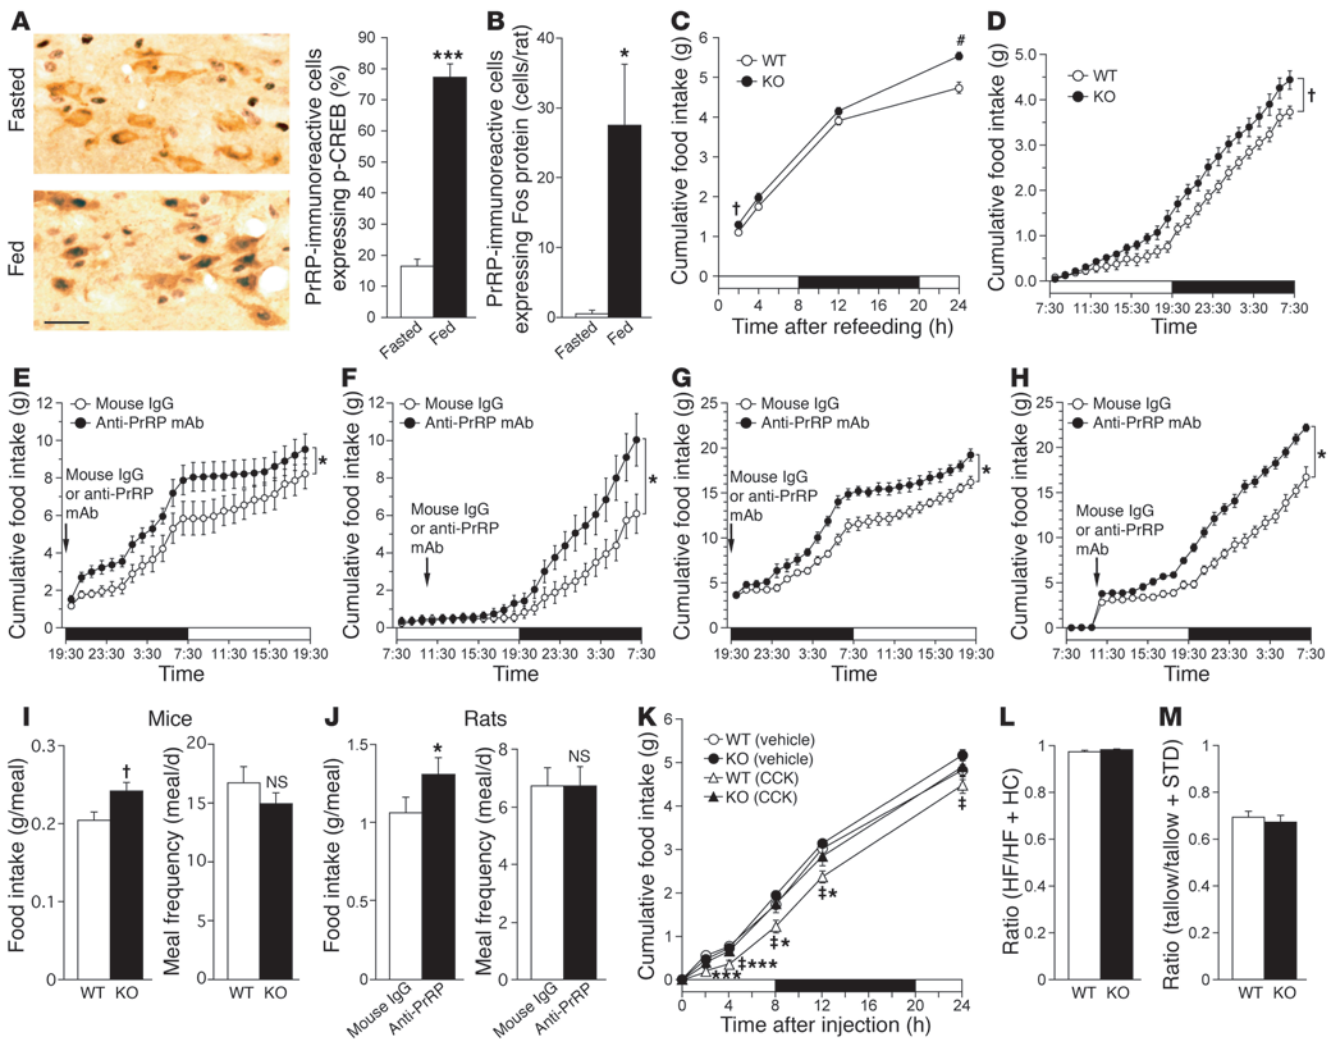 A
Fasted
Fed
PrRP-immunoreactive cells
expressing p-CREB (%)
90
80
70
60
50
40
30
20
10
0
***
Fasted
Fed
B
PrRP-immunoreactive cells
expressing Fos protein (cells/rat)
40
30
20
0
*
Fasted
Fed
C
Cumulative food intake (g)
6
5
4
3
2
1
0
WT
KO
†
#
0 4 8 12 16 20 24
Time after refeeding (h)
D
Cumulative food intake (g)
5.0
4.0
3.0
2.0
1.0
0.0
WT
KO
†
7:30 11:30 15:30 19:30 23:30 3:30 7:30
Time
E
Cumulative food intake (g)
12
10
8
6
4
2
0
Mouse IgG
Anti-PrRP mAb
Mouse IgG
or anti-PrRP
mAb
*
19:30 23:30 3:30 7:30 11:30 15:30 19:30
Time
F
Cumulative food intake (g)
12
10
8
6
4
2
0
Mouse IgG
Anti-PrRP mAb
Mouse IgG
or anti-PrRP
mAb
*
7:30 11:30 15:30 19:30 23:30 3:30 7:30
Time
G
Cumulative food intake (g)
25
20
15
10
5
0
Mouse IgG
Anti-PrRP mAb
Mouse IgG
or anti-PrRP
mAb
*
19:30 23:30 3:30 7:30 11:30 15:30 19:30
Time
H
Cumulative food intake (g)
25
20
15
10
5
0
Mouse IgG
Anti-PrRP mAb
Mouse IgG
or anti-PrRP
mAb
*
7:30 11:30 15:30 19:30 23:30 3:30 7:30
Time
I
Mice
Food intake (g/meal)
0.3
0.2
0.1
0
†
WT KO
Meal frequency (meal/d)
20
15
10
5
0
NS
WT KO
J
Rats
Food intake (g/meal)
1.5
1
0.5
0
*
Mouse IgG
Anti-PrRP
Meal frequency (meal/d)
8
6
4
2
0
NS
Mouse IgG
Anti-PrRP
K
Cumulative food intake (g)
6
5
4
3
2
1
0
WT (vehicle)
KO (vehicle)
WT (CCK)
KO (CCK)
***
‡***
‡*
‡*
‡
0 4 8 12 16 20 24
Time after injection (h)
L
Ratio (HF/HF + HC)
1
0.8
0.6
0.4
0.2
0
WT KO
M
Ratio (tallow/tallow + STD)
1
0.8
0.6
0.4
0.2
0
WT KO